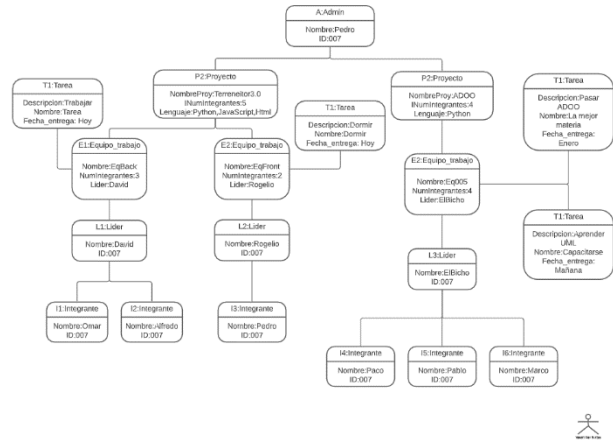 A:Admin
Nombre:Pedro
ID:007
P2:Proyecto
NombreProy:Terreneitor3.0
INumIntegrantes:5
Lenguaje:Python,JavaScript,Html
P2:Proyecto
NombreProy:ADOO
INumIntegrantes:4
Lenguaje:Python
T1:Tarea
Descripcion:Trabajar
Nombre:Tarea
Fecha_entrega: Hoy
T1:Tarea
Descripcion:Dormir
Nombre:Dormir
Fecha_entrega: Hoy
T1:Tarea
Descripcion:Pasar
ADOO
Nombre:La mejor
materia
Fecha_entrega:
Enero
E1:Equipo_trabajo
Nombre:EqBack
NumIntegrantes:3
Lider:David
E2:Equipo_trabajo
Nombre:EqFront
NumIntegrantes:2
Lider:Rogelio
E2:Equipo_trabajo
Nombre:Eq005
NumIntegrantes:4
Lider:ElBicho
T1:Tarea
Descripcion:Aprender
UML
Nombre:Capacitarse
Fecha_entrega:
Mañana
L1:Lider
Nombre:David
ID:007
L2:Lider
Nombre:Rogelio
ID:007
L3:Lider
Nombre:ElBicho
ID:007
I1:Integrante
Nombre:Omar
ID:007
I2:Integrante
Nombre:Alfredo
ID:007
I3:Integrante
Nombre:Pedro
ID:007
I4:Integrante
Nombre:Paco
ID:007
I5:Integrante
Nombre:Pablo
ID:007
I6:Integrante
Nombre:Marco
ID:007